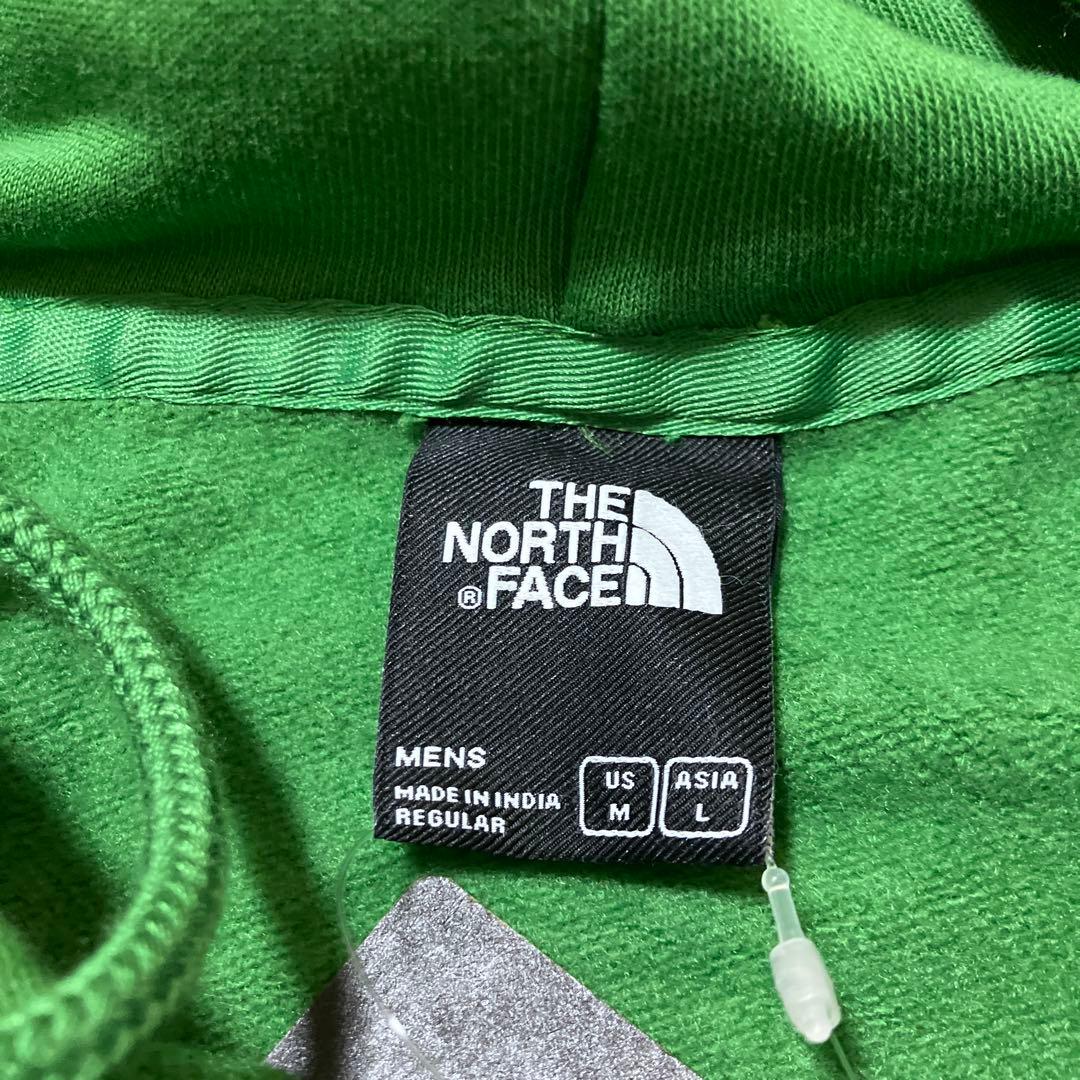 THE
NORTH
® FACE
MENS
MADE IN INDIA
REGULAR
US
M
ASIA
L